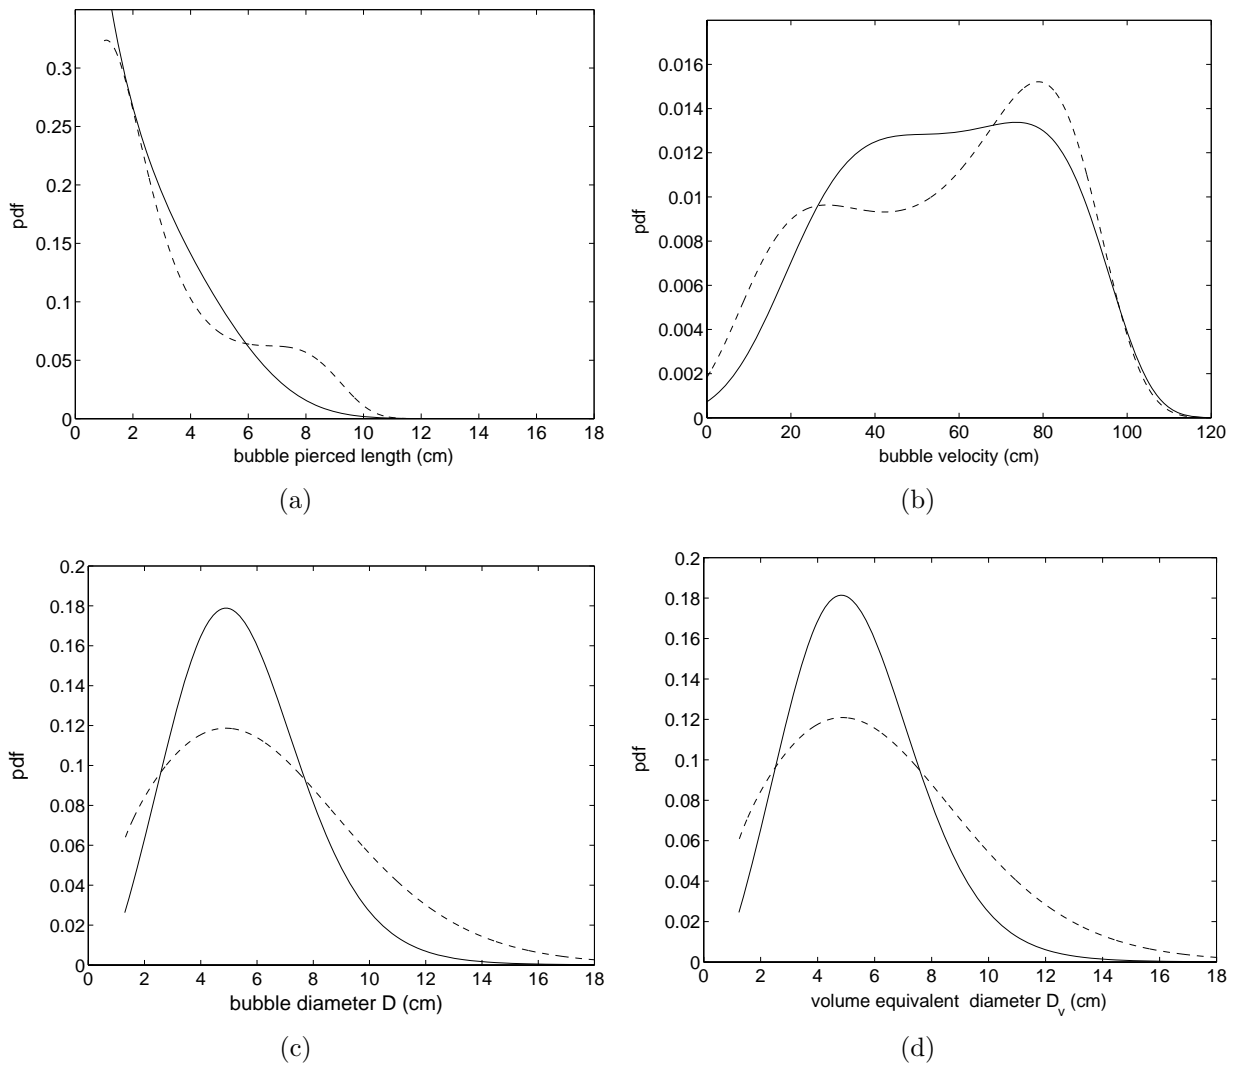 0.3
0.25
0.2
0.15
0.1
0.05
0
0 2 4 6 8 10 12 14 16 18
pdf
bubble pierced length (cm)
(a)
0.016
0.014
0.012
0.01
0.008
0.006
0.004
0.002
0
0 20 40 60 80 100 120
pdf
bubble velocity (cm)
(b)
0.2
0.18
0.16
0.14
0.12
0.1
0.08
0.06
0.04
0.02
0
0 2 4 6 8 10 12 14 16 18
pdf
bubble diameter D (cm)
(c)
0.2
0.18
0.16
0.14
0.12
0.1
0.08
0.06
0.04
0.02
0
0 2 4 6 8 10 12 14 16 18
pdf
volume equivalent diameter Dv (cm)
(d)